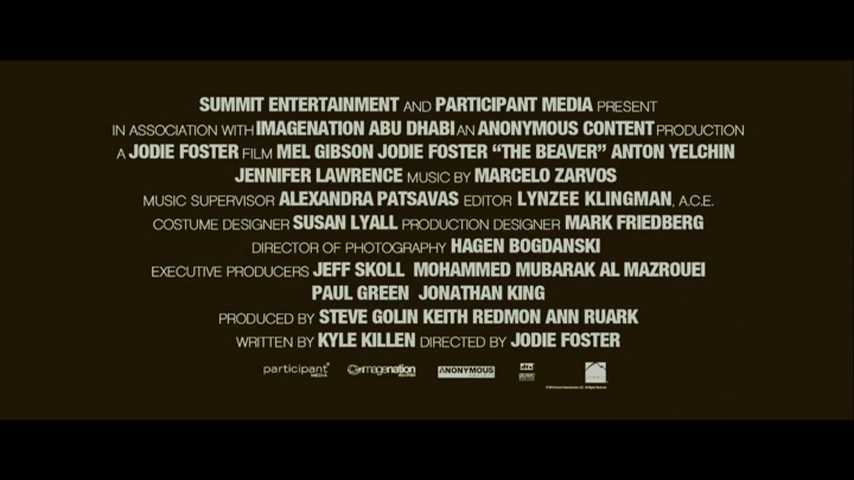 SUMMIT ENTERTAINMENT AND PARTICIPANT MEDIA PRESENT
IN ASSOCIATION WITH IMAGENATION ABU DHABI AN ANONYMOUS CONTENT PRODUCTION
A JODIE FOSTER FILM MEL GIBSON JODIE FOSTER “THE BEAVER” ANTON YELCHIN
JENNIFER LAWRENCE MUSIC BY MARCELO ZARVOS
MUSIC SUPERVISOR ALEXANDRA PATSAVAS EDITOR LYNZEE KLINGMAN, A.C.E.
COSTUME DESIGNER SUSAN LYALL PRODUCTION DESIGNER MARK FRIEDBERG
DIRECTOR OF PHOTOGRAPHY HAGEN BOGDANSKI
EXECUTIVE PRODUCERS JEFF SKOLL MOHAMMED MUBARAK AL MAZROUEI
PAUL GREEN JONATHAN KING
PRODUCED BY STEVE GOLIN KEITH REDMON ANN RUARK
WRITTEN BY KYLE KILLEN DIRECTED BY JODIE FOSTER
participant MEDIA imagenation ANONYMOUS dts